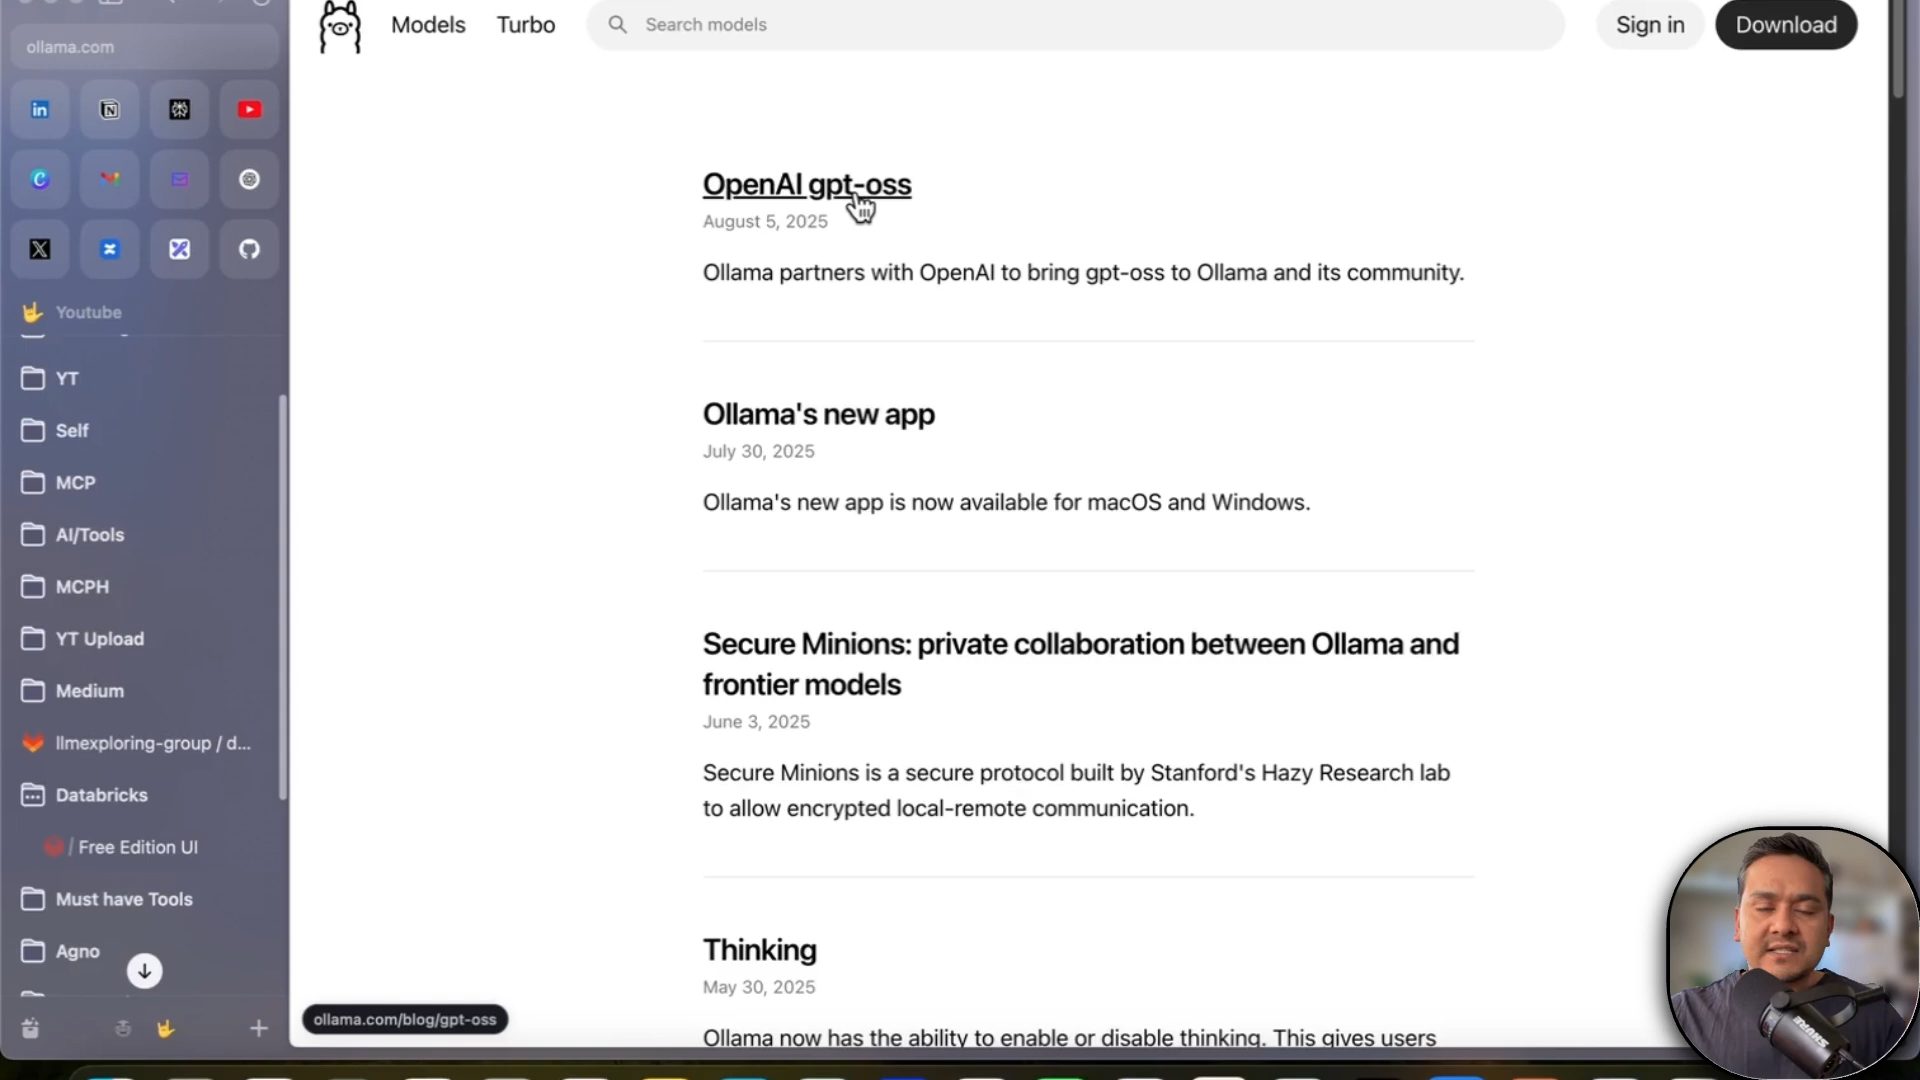 ollama.com
Youtube
YT
Self
MCP
AI/Tools
MCPH
YT Upload
Medium
llmexploring-group / d...
Databricks
/ Free Edition UI
Must have Tools
Agno
Models
Turbo
Search models
Sign in
Download
OpenAI gpt-oss
August 5, 2025
Ollama partners with OpenAI to bring gpt-oss to Ollama and its community.
Ollama's new app
July 30, 2025
Ollama's new app is now available for macOS and Windows.
Secure Minions: private collaboration between Ollama and
frontier models
June 3, 2025
Secure Minions is a secure protocol built by Stanford's Hazy Research lab
to allow encrypted local-remote communication.
Thinking
May 30, 2025
Ollama now has the ability to enable or disable thinking. This gives users
ollama.com/blog/gpt-oss